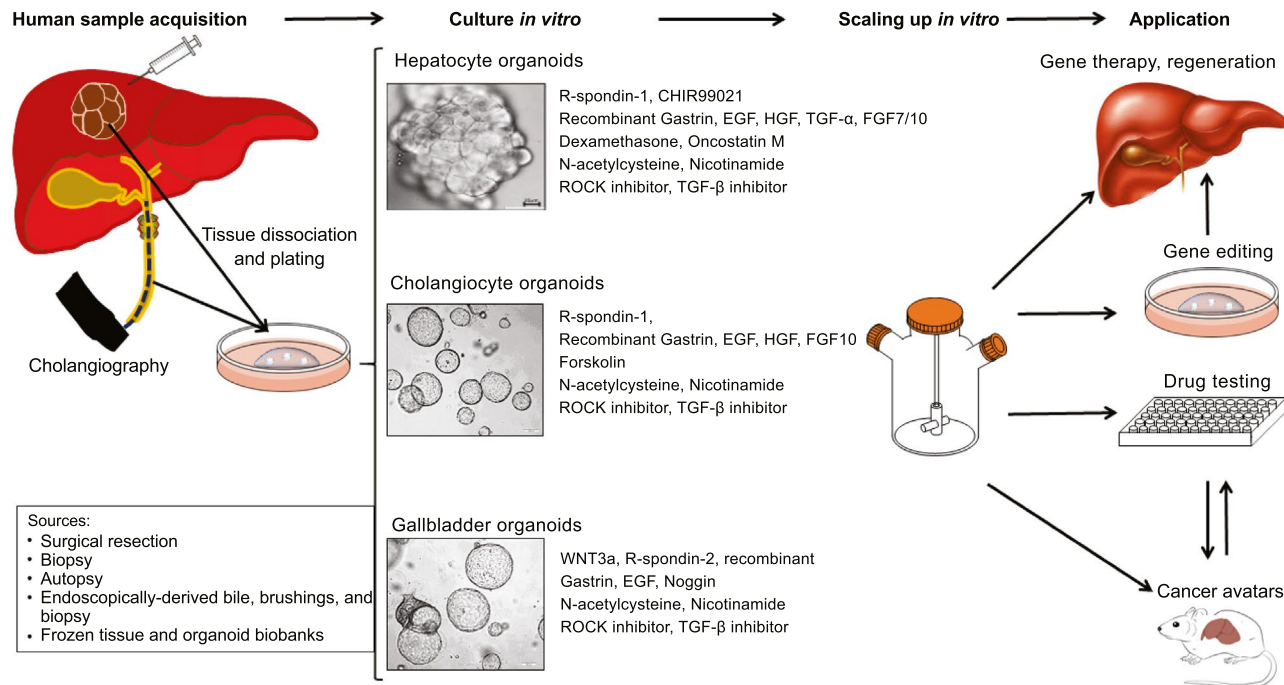 Human sample acquisition
Culture in vitro
Scaling up in vitro
Application
Tissue dissociation
and plating
Cholangiography
Sources:
• Surgical resection
• Biopsy
• Autopsy
• Endoscopically-derived bile, brushings, and
biopsy
• Frozen tissue and organoid biobanks
Hepatocyte organoids
R-spondin-1, CHIR99021
Recombinant Gastrin, EGF, HGF, TGF-α, FGF7/10
Dexamethasone, Oncostatin M
N-acetylcysteine, Nicotinamide
ROCK inhibitor, TGF-β inhibitor
Cholangiocyte organoids
R-spondin-1,
Recombinant Gastrin, EGF, HGF, FGF10
Forskolin
N-acetylcysteine, Nicotinamide
ROCK inhibitor, TGF-β inhibitor
Gallbladder organoids
WNT3a, R-spondin-2, recombinant
Gastrin, EGF, Noggin
N-acetylcysteine, Nicotinamide
ROCK inhibitor, TGF-β inhibitor
Gene therapy, regeneration
Gene editing
Drug testing
Cancer avatars